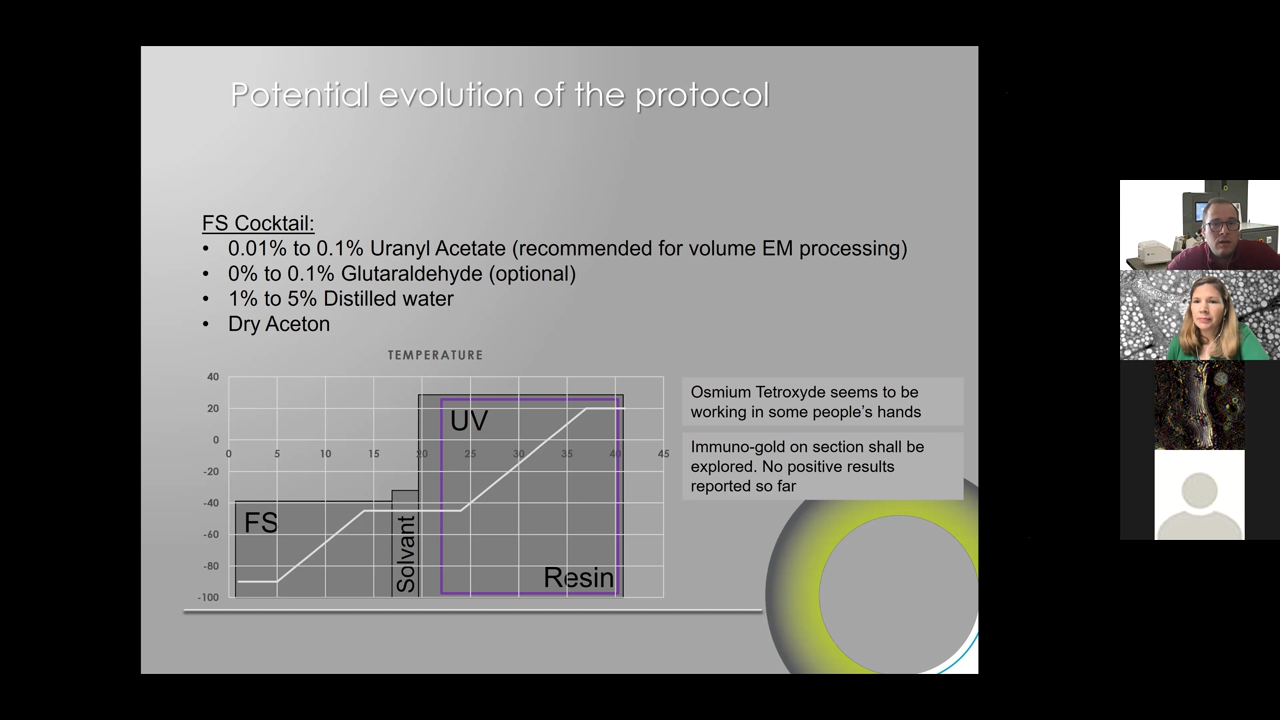 Potential evolution of the protocol
FS Cocktail:
• 0.01% to 0.1% Uranyl Acetate (recommended for volume EM processing)
• 0% to 0.1% Glutaraldehyde (optional)
• 1% to 5% Distilled water
• Dry Aceton
TEMPERATURE
40
20
0
-20
-40
-60
-80
-100
0 5 10 15 20 25 30 35 40 45
UV
FS
Solvant
Resin
Osmium Tetroxyde seems to be
working in some people's hands
Immuno-gold on section shall be
explored. No positive results
reported so far